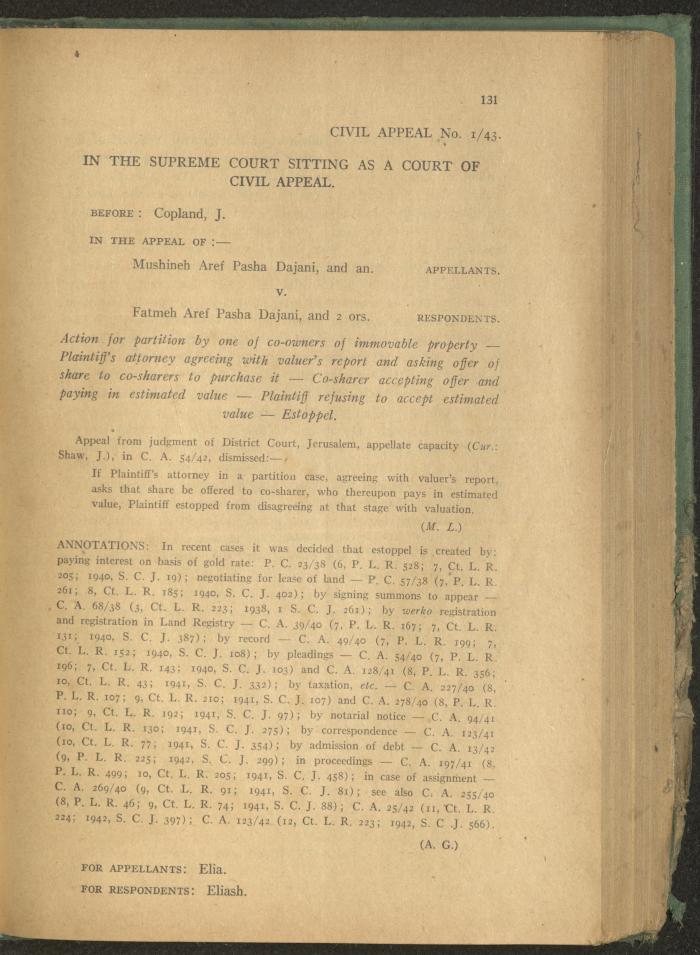 131
CIVIL APPEAL No. 1/43.
IN THE SUPREME COURT SITTING AS A COURT OF
CIVIL APPEAL.
BEFORE : Copland, J.
IN THE APPEAL OF :—
Mushineh Aref Pasha Dajani, and an. APPELLANTS.
v.
Fatmeh Aref Pasha Dajani, and 2 ors. RESPONDENTS.
Action for partition by one of co-owners of immovable property —
Plaintiff's attorney agreeing with valuer's report and asking offer of
share to co-sharers to purchase it — Co-sharer accepting offer and
paying in estimated value — Plaintiff refusing to accept estimated
value — Estoppel.
Appeal from judgment of District Court, Jerusalem, appellate capacity (Cur.:
Shaw, J.), in C. A. 54/42, dismissed:—
If Plaintiff's attorney in a partition case, agreeing with valuer's report,
asks that share be offered to co-sharer, who thereupon pays in estimated
value, Plaintiff estopped from disagreeing at that stage with valuation.
(M. L.)
ANNOTATIONS: In recent cases it was decided that estoppel is created by:
paying interest on basis of gold rate: P. C. 23/38 (6, P. L. R. 528; 7, Ct. L. R.
205; 1940, S. C. J. 19); negotiating for lease of land — P. C. 57/38 (7, P. L. R.
261; 8, Ct. L. R. 185; 1940, S. C. J. 402); by signing summons to appear —
C. A. 68/38 (3, Ct. L. R. 223; 1938, 1 S. C. J. 261); by werko registration
and registration in Land Registry — C. A. 39/40 (7, P. L. R. 167; 7, Ct. L. R.
131; 1940, S. C. J. 387); by record — C. A. 49/40 (7, P. L. R. 199; 7,
Ct. L. R. 152; 1940, S. C. J. 108); by pleadings — C. A. 54/40 (7, P. L. R.
196; 7, Ct. L. R. 143; 1940, S. C. J. 103) and C. A. 128/41 (8, P. L. R. 356;
10, Ct. L. R. 43; 1941, S. C. J. 332); by taxation, etc. — C. A. 227/40 (8,
P. L. R. 107; 9, Ct. L. R. 210; 1941, S. C. J. 107) and C. A. 278/40 (8, P. L. R.
110; 9, Ct. L. R. 192; 1941, S. C. J. 97); by notarial notice — C. A. 94/41
(10, Ct. L. R. 130; 1941, S. C. J. 275); by correspondence — C. A. 123/41
(10, Ct. L. R. 77; 1941, S. C. J. 354); by admission of debt — C. A. 13/42
(9, P. L. R. 225; 1942, S. C. J. 299); in proceedings — C. A. 197/41 (8,
P. L. R. 499; 10, Ct. L. R. 205; 1941, S. C. J. 458); in case of assignment —
C. A. 269/40 (9, Ct. L. R. 91; 1941, S. C. J. 81); see also C. A. 255/40
(8, P. L. R. 46; 9, Ct. L. R. 74; 1941, S. C. J. 88); C. A. 25/42 (11, Ct. L. R.
224; 1942, S. C. J. 397); C. A. 123/42 (12, Ct. L. R. 223; 1942, S. C .J. 566).
(A. G.)
FOR APPELLANTS: Elia.
FOR RESPONDENTS: Eliash.